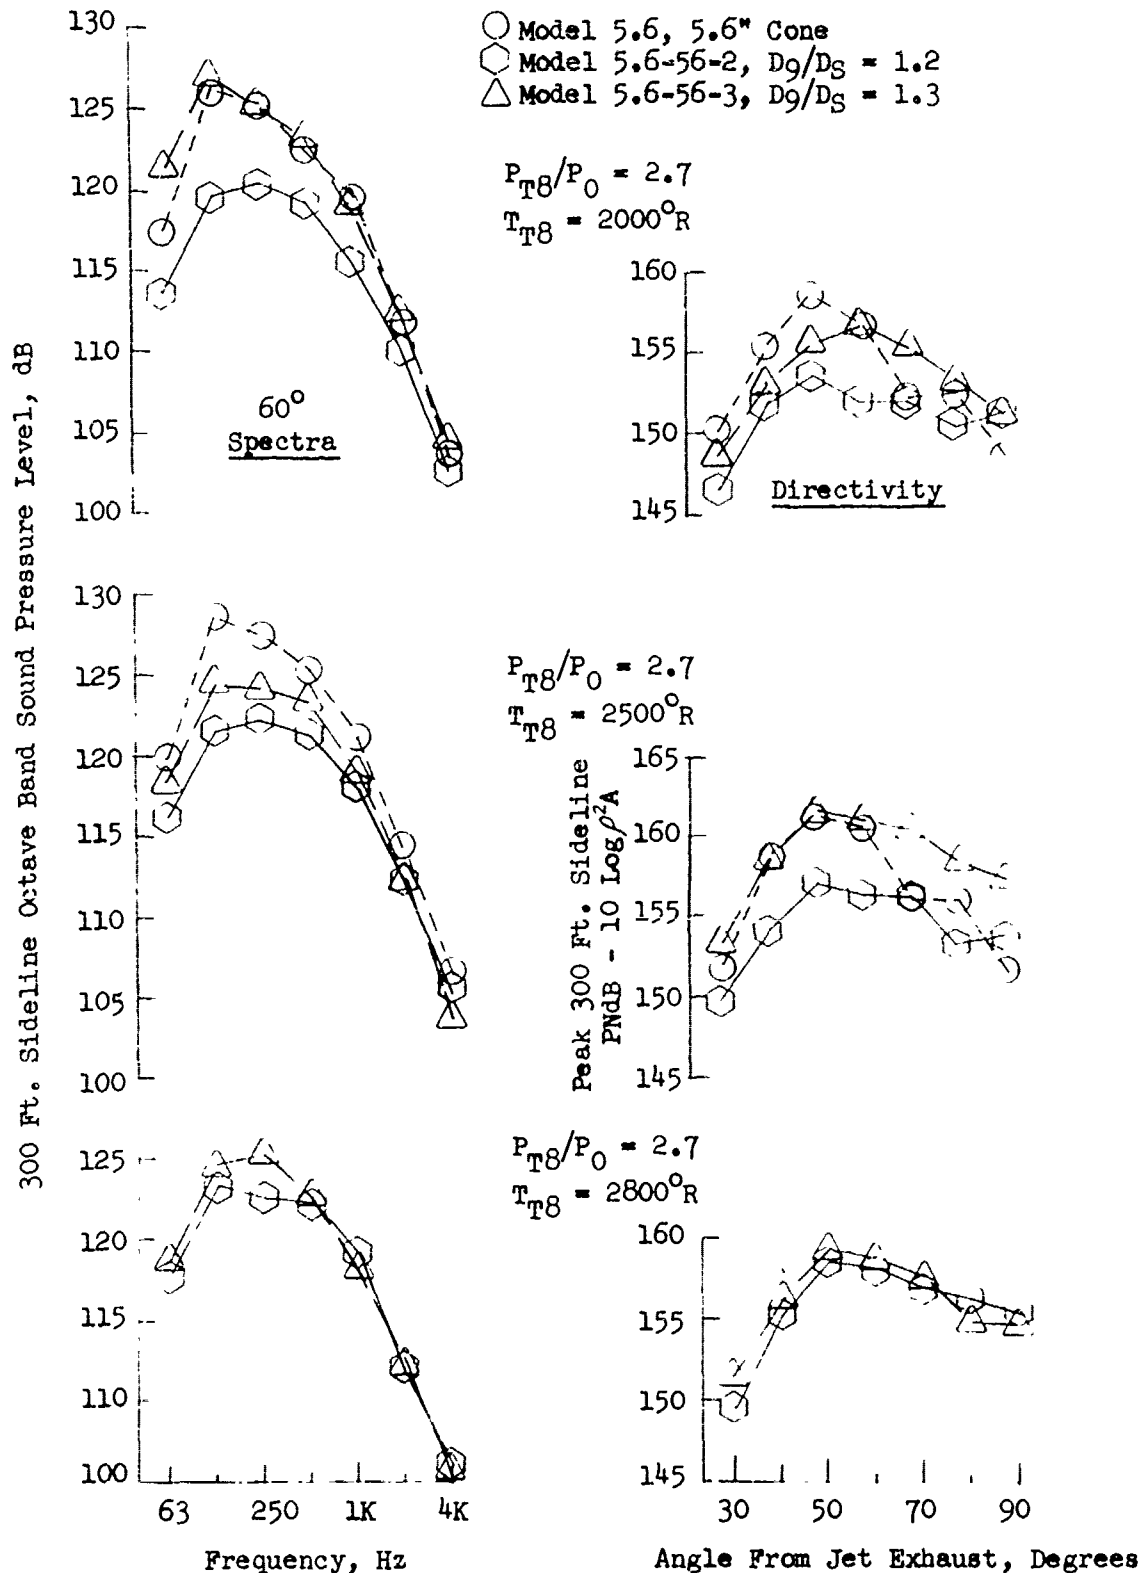 Model 5.6, 5.6" Cone
Model 5.6-56-2, D9/DS = 1.2
Model 5.6-56-3, D9/DS = 1.3
300 Ft. Sideline Octave Band Sound Pressure Level, dB
130
125
120
115
110
105
100
60°
Spectra
PT8/PO = 2.7
TT8 = 2000°R
160
155
150
145
Directivity
130
125
120
115
110
105
100
PT8/PO = 2.7
TT8 = 2500°R
Peak 300 Ft. Sideline
PNdB - 10 Log ρ²A
165
160
155
150
145
125
120
115
110
100
63 250 1K 4K
Frequency, Hz
PT8/PO = 2.7
TT8 = 2800°R
160
155
150
145
30 50 70 90
Angle From Jet Exhaust, Degrees